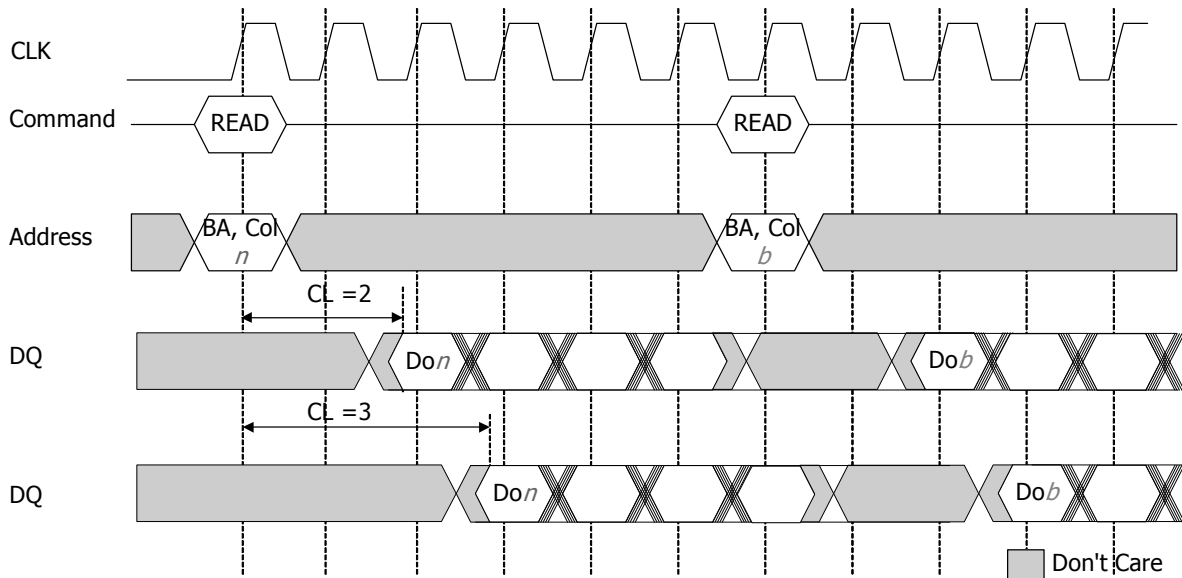 CLK
Command
READ
READ
Address
BA, Col
n
BA, Col
b
CL =2
DQ
Don
Dob
CL =3
DQ
Don
Dob
Don't Care